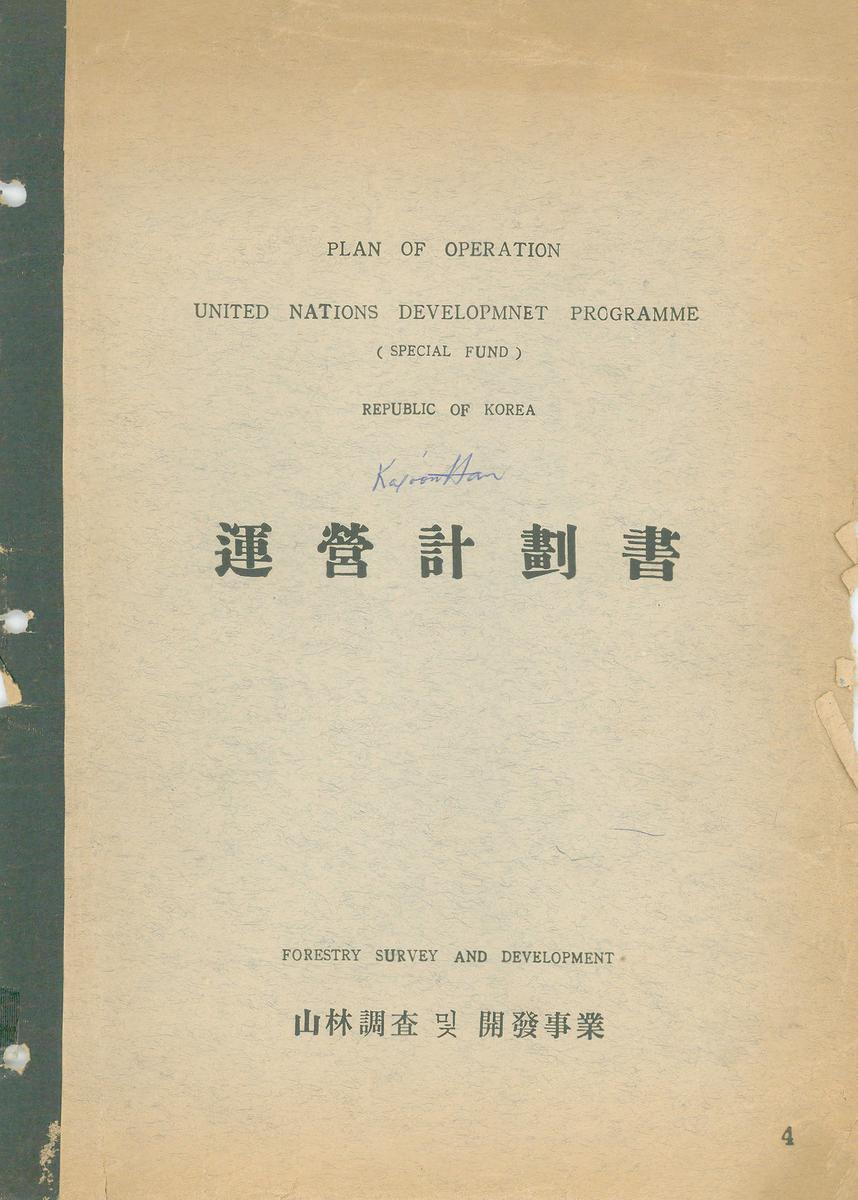 PLAN OF OPERATION
UNITED NATIONS DEVELOPMNET PROGRAMME
( SPECIAL FUND )
REPUBLIC OF KOREA
運營計劃書
FORESTRY SURVEY AND DEVELOPMENT
山林調査 및 開發事業
4